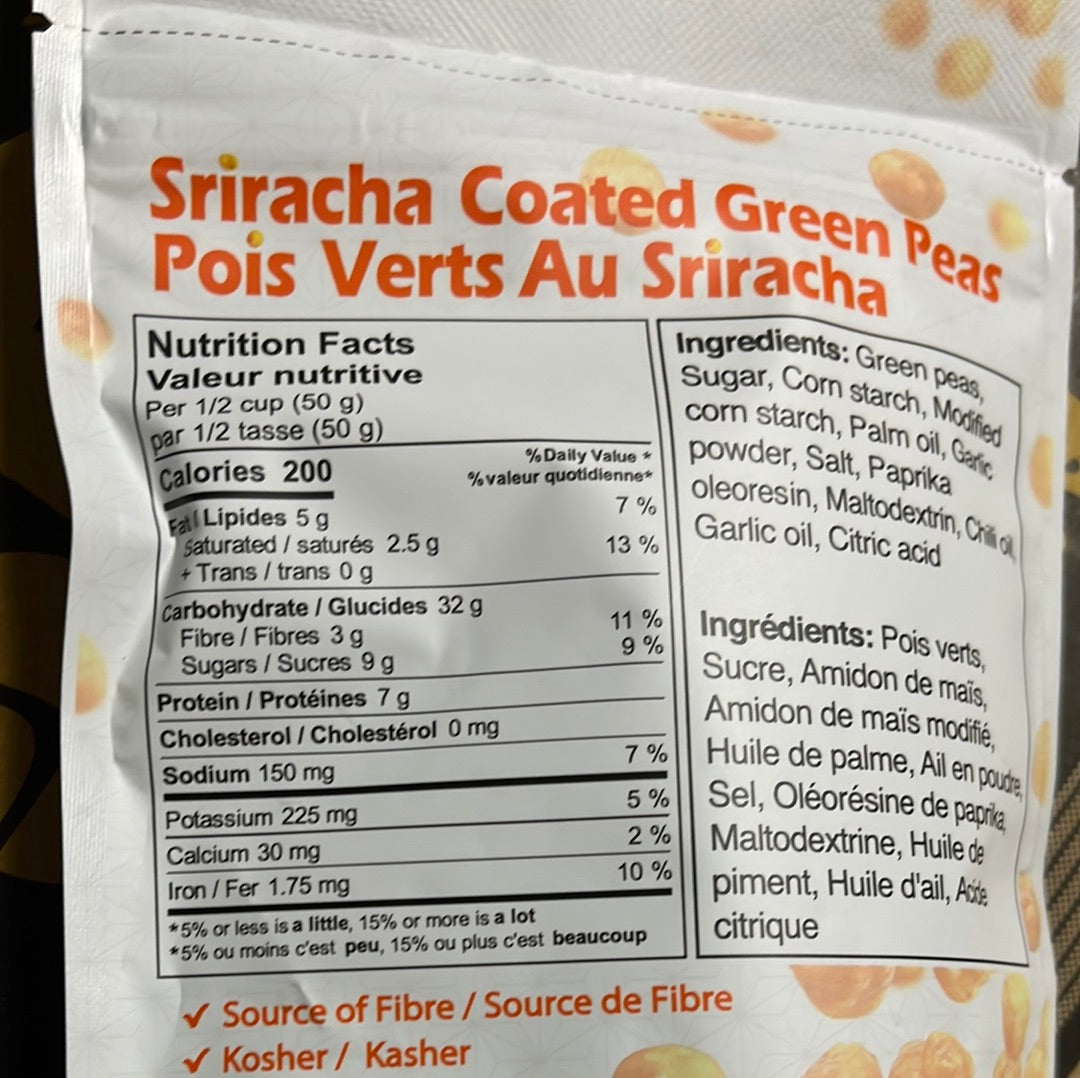 Sriracha Coated Green Peas
Pois Verts Au Sriracha
Nutrition Facts
Valeur nutritive
Per 1/2 cup (50 g)
par 1/2 tasse (50 g)
Calories 200
% Daily Value *
% valeur quotidienne*
Fat / Lipides 5 g 7 %
Saturated / saturés 2.5 g
+ Trans / trans 0 g 13 %
Carbohydrate / Glucides 32 g
Fibre / Fibres 3 g 11 %
Sugars / Sucres 9 g 9 %
Protein / Protéines 7 g
Cholesterol / Cholestérol 0 mg
Sodium 150 mg 7 %
Potassium 225 mg 5 %
Calcium 30 mg 2 %
Iron / Fer 1.75 mg 10 %
*5% or less is a little, 15% or more is a lot
*5% ou moins c'est peu, 15% ou plus c'est beaucoup
Ingredients: Green peas,
Sugar, Corn starch, Modified
corn starch, Palm oil, Garlic
powder, Salt, Paprika
oleoresin, Maltodextrin, Chilli oil,
Garlic oil, Citric acid
Ingrédients: Pois verts,
Sucre, Amidon de maïs,
Amidon de maïs modifié,
Huile de palme, Ail en poudre,
Sel, Oléorésine de paprika,
Maltodextrine, Huile de
piment, Huile d'ail, Acide
citrique
✓ Source of Fibre / Source de Fibre
✓ Kosher / Kasher